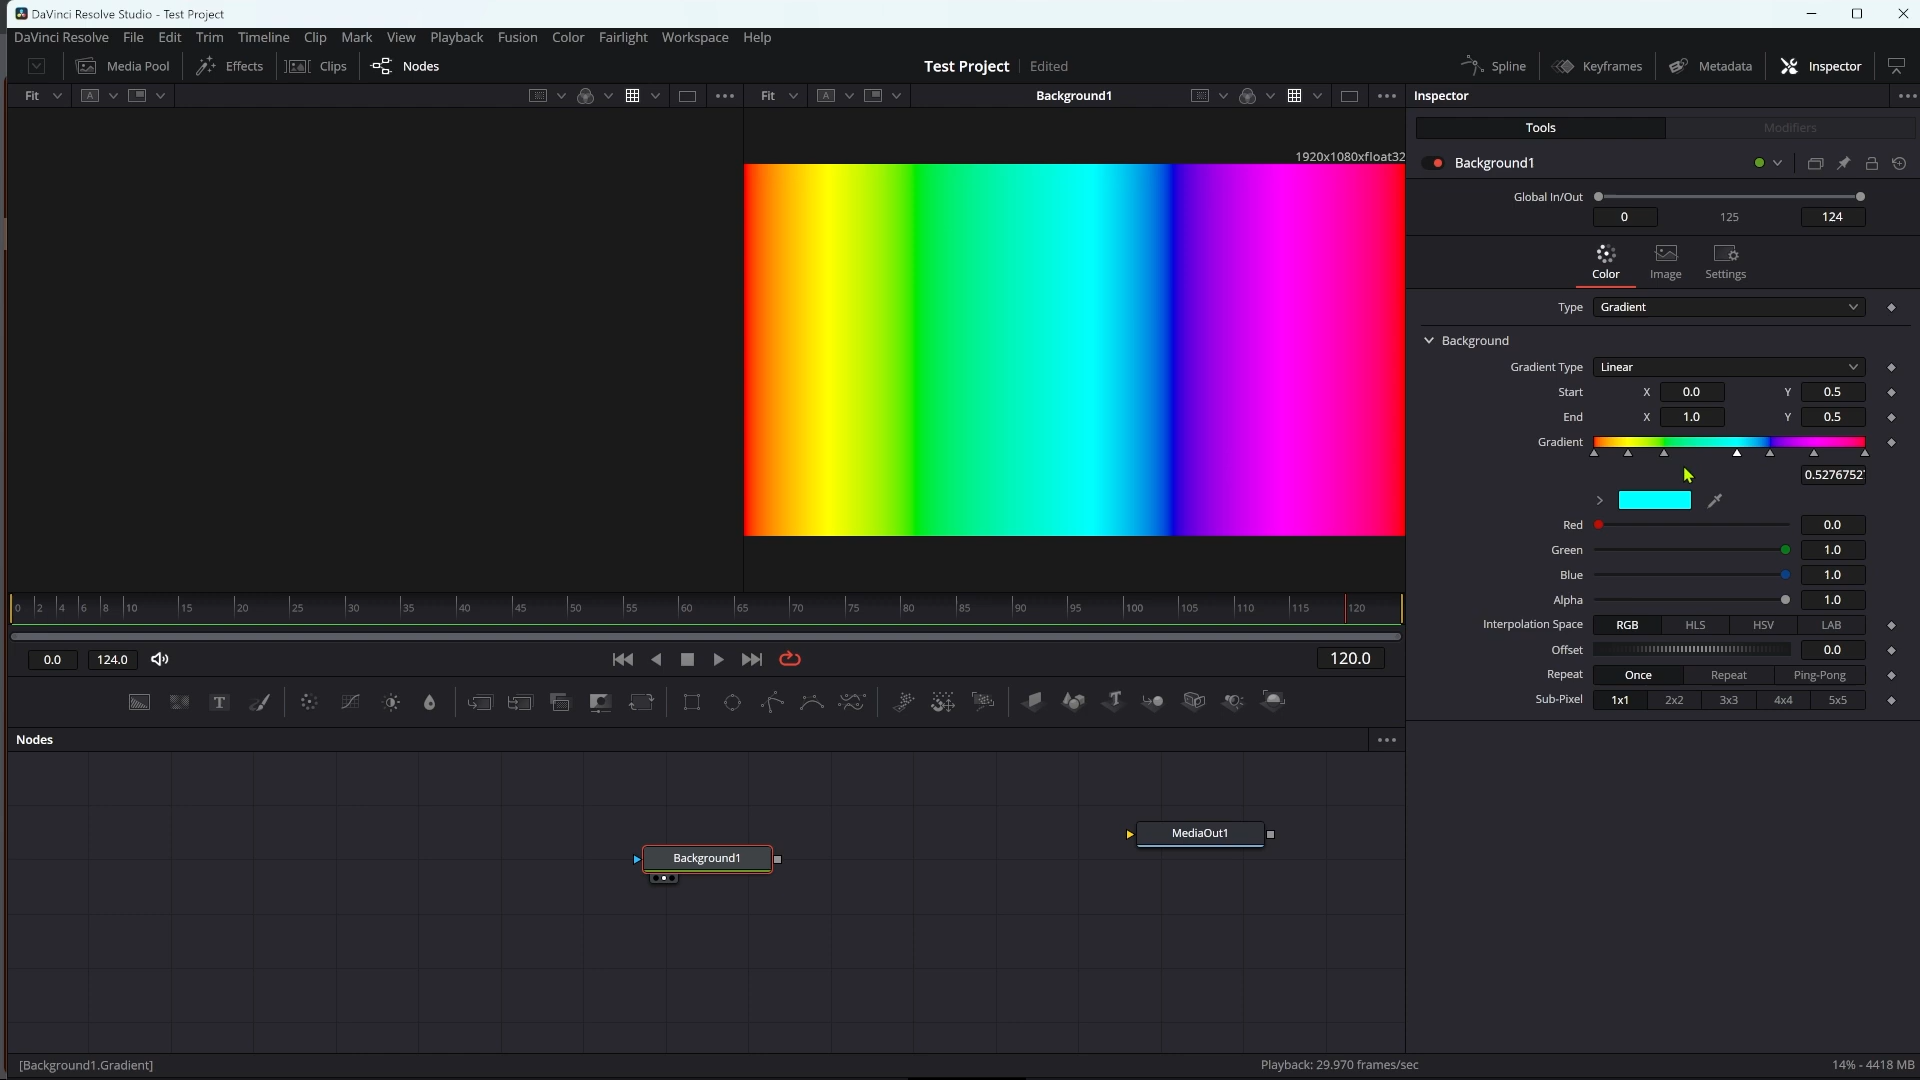 DaVinci Resolve Studio - Test Project
DaVinci Resolve File Edit Trim Timeline Clip Mark View Playback Fusion Color Fairlight Workspace Help
Media Pool Effects Clips Nodes Test Project Edited Spline Keyframes Metadata Inspector
Fit A Fit A Background1 Inspector
Tools Modifiers
1920x1080xfloat32
Background1
Global In/Out
0 125 124
Color Image Settings
Type Gradient
Background
Gradient Type Linear
Start X 0.0 Y 0.5
End X 1.0 Y 0.5
Gradient
0.5276752
Red 0.0
Green 1.0
Blue 1.0
Alpha 1.0
Interpolation Space RGB HLS HSV LAB
Offset 0.0
Repeat Once Repeat Ping-Pong
Sub-Pixel 1x1 2x2 3x3 4x4 5x5
0 2 4 6 8 10 15 20 25 30 35 40 45 50 55 60 65 70 75 80 85 90 95 100 105 110 115 120
0.0 124.0 120.0
T T
Nodes
MediaOut1
Background1
[Background1.Gradient] Playback: 29.970 frames/sec 14% - 4418 MB